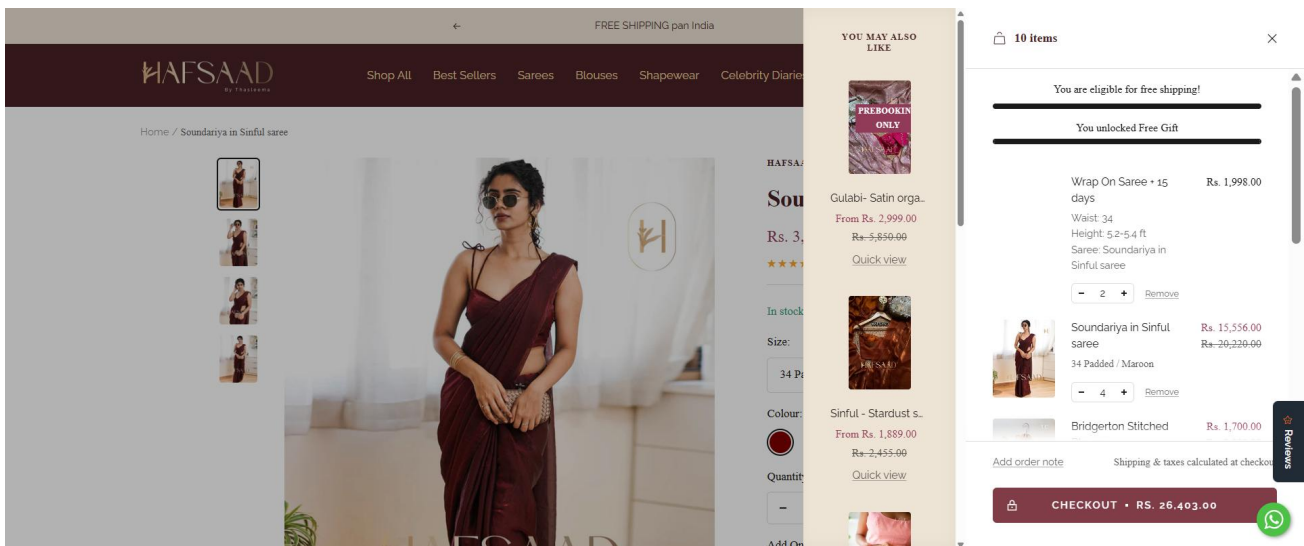 ←
FREE SHIPPING pan India
HAFSAAD
By Thasleema
Shop All
Best Sellers
Sarees
Blouses
Shapewear
Celebrity
Home / Soundariya in Sinful saree
Rs. 3,
In stock
Size:
34
Colour:
Quantity
−
YOU MAY ALSO
LIKE
PREBOOKIN
ONLY
HAFSAAD
Gulabi- Satin orga...
From Rs. 2,999.00
Rs. 5,850.00
Quick view
HAFSAAD
Sinful - Stardust s...
From Rs. 1,889.00
Rs. 2,455.00
Quick view
10 items
You are eligible for free shipping!
You unlocked Free Gift
Wrap On Saree + 15
days
Rs. 1,998.00
Waist: 34
Height: 5.2-5.4 ft
Saree: Soundariya in
Sinful saree
− 2 +
Remove
Soundariya in Sinful
saree
Rs. 15,556.00
Rs. 20,220.00
34 Padded / Maroon
− 4 +
Remove
Bridgerton Stitched
Rs. 1,700.00
Add order note
Shipping & taxes calculated at checkou
CHECKOUT • RS. 26,403.00
Reviews